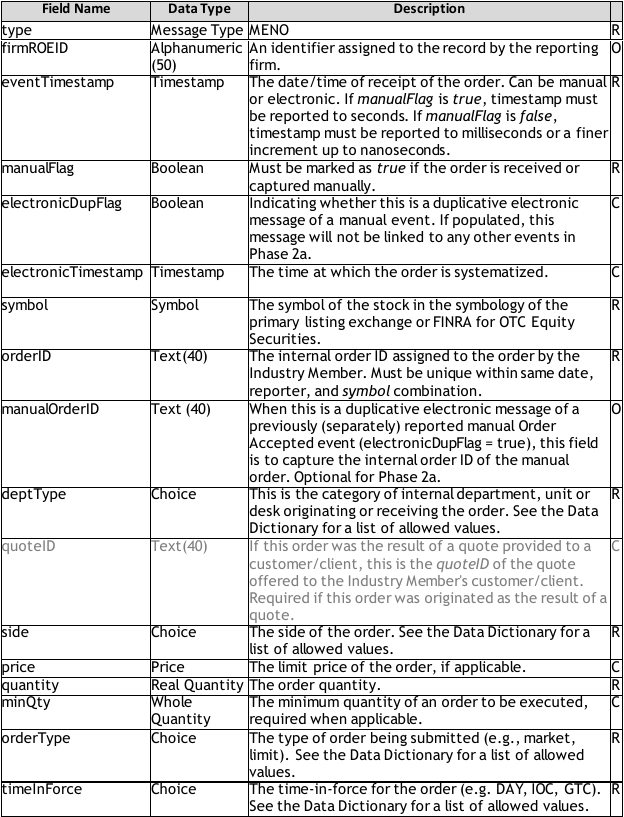 Field Name Data Type Description
type Message Type MENO R
firmROEID Alphanumeric An identifier assigned to the record by the reporting O
(50) firm.
eventTimestamp Timestamp The date/time of receipt of the order. Can be manual R
or electronic. If manualFlag is true, timestamp must
be reported to seconds. If manualFlag is false,
timestamp must be reported to milliseconds or a finer
increment up to nanoseconds.
manualFlag Boolean Must be marked as true if the order is received or R
captured manually.
electronicDupFlag Boolean Indicating whether this is a duplicative electronic C
message of a manual event. If populated, this
message will not be linked to any other events in
Phase 2a.
electronicTimestamp Timestamp The time at which the order is systematized. C
symbol Symbol The symbol of the stock in the symbology of the R
primary listing exchange or FINRA for OTC Equity
Securities.
orderID Text(40) The internal order ID assigned to the order by the R
Industry Member. Must be unique within same date,
reporter, and symbol combination.
manualOrderID Text (40) When this is a duplicative electronic message of a O
previously (separately) reported manual Order
Accepted event (electronicDupFlag = true), this field
is to capture the internal order ID of the manual
order. Optional for Phase 2a.
deptType Choice This is the category of internal department, unit or R
desk originating or receiving the order. See the Data
Dictionary for a list of allowed values.
quoteID Text(40) If this order was the result of a quote provided to a C
customer/client, this is the quoteID of the quote
offered to the Industry Member's customer/client.
Required if this order was originated as the result of a
quote.
side Choice The side of the order. See the Data Dictionary for a R
list of allowed values.
price Price The limit price of the order, if applicable. C
quantity Real Quantity The order quantity. R
minQty Whole The minimum quantity of an order to be executed, C
Quantity required when applicable.
orderType Choice The type of order being submitted (e.g., market, R
limit). See the Data Dictionary for a list of allowed
values.
timeInForce Choice The time-in-force for the order (e.g. DAY, IOC, GTC). R
See the Data Dictionary for a list of allowed values.